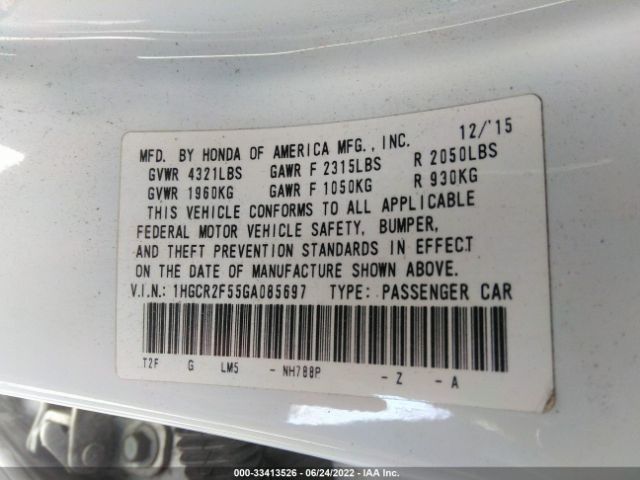 MFD. BY HONDA OF AMERICA MFG., INC. 12/'15
GVWR 4321LBS GAWR F 2315LBS R 2050LBS
GVWR 1960KG GAWR F 1050KG R 930KG
THIS VEHICLE CONFORMS TO ALL APPLICABLE
FEDERAL MOTOR VEHICLE SAFETY, BUMPER,
AND THEFT PREVENTION STANDARDS IN EFFECT
ON THE DATE OF MANUFACTURE SHOWN ABOVE.
V.I.N.: 1HGCR2F55GA085697 TYPE: PASSENGER CAR
T2F G LM5 - NH788P - Z - A
000-33413526 - 06/24/2022 - IAA Inc.